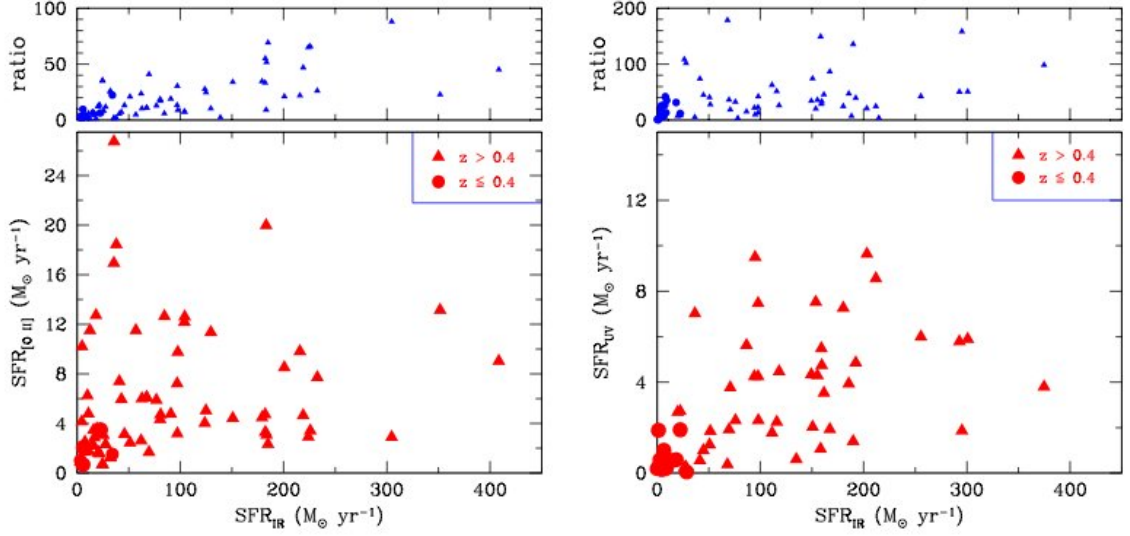 100
50
0
ratio
24
20
16
12
8
4
0
SFR[O II] (M⊙ yr−1)
▲ z > 0.4
● z ≤ 0.4
0 100 200 300 400
SFRIR (M⊙ yr−1)
200
100
0
ratio
12
8
4
0
SFRUV (M⊙ yr−1)
▲ z > 0.4
● z ≤ 0.4
0 100 200 300 400
SFRIR (M⊙ yr−1)